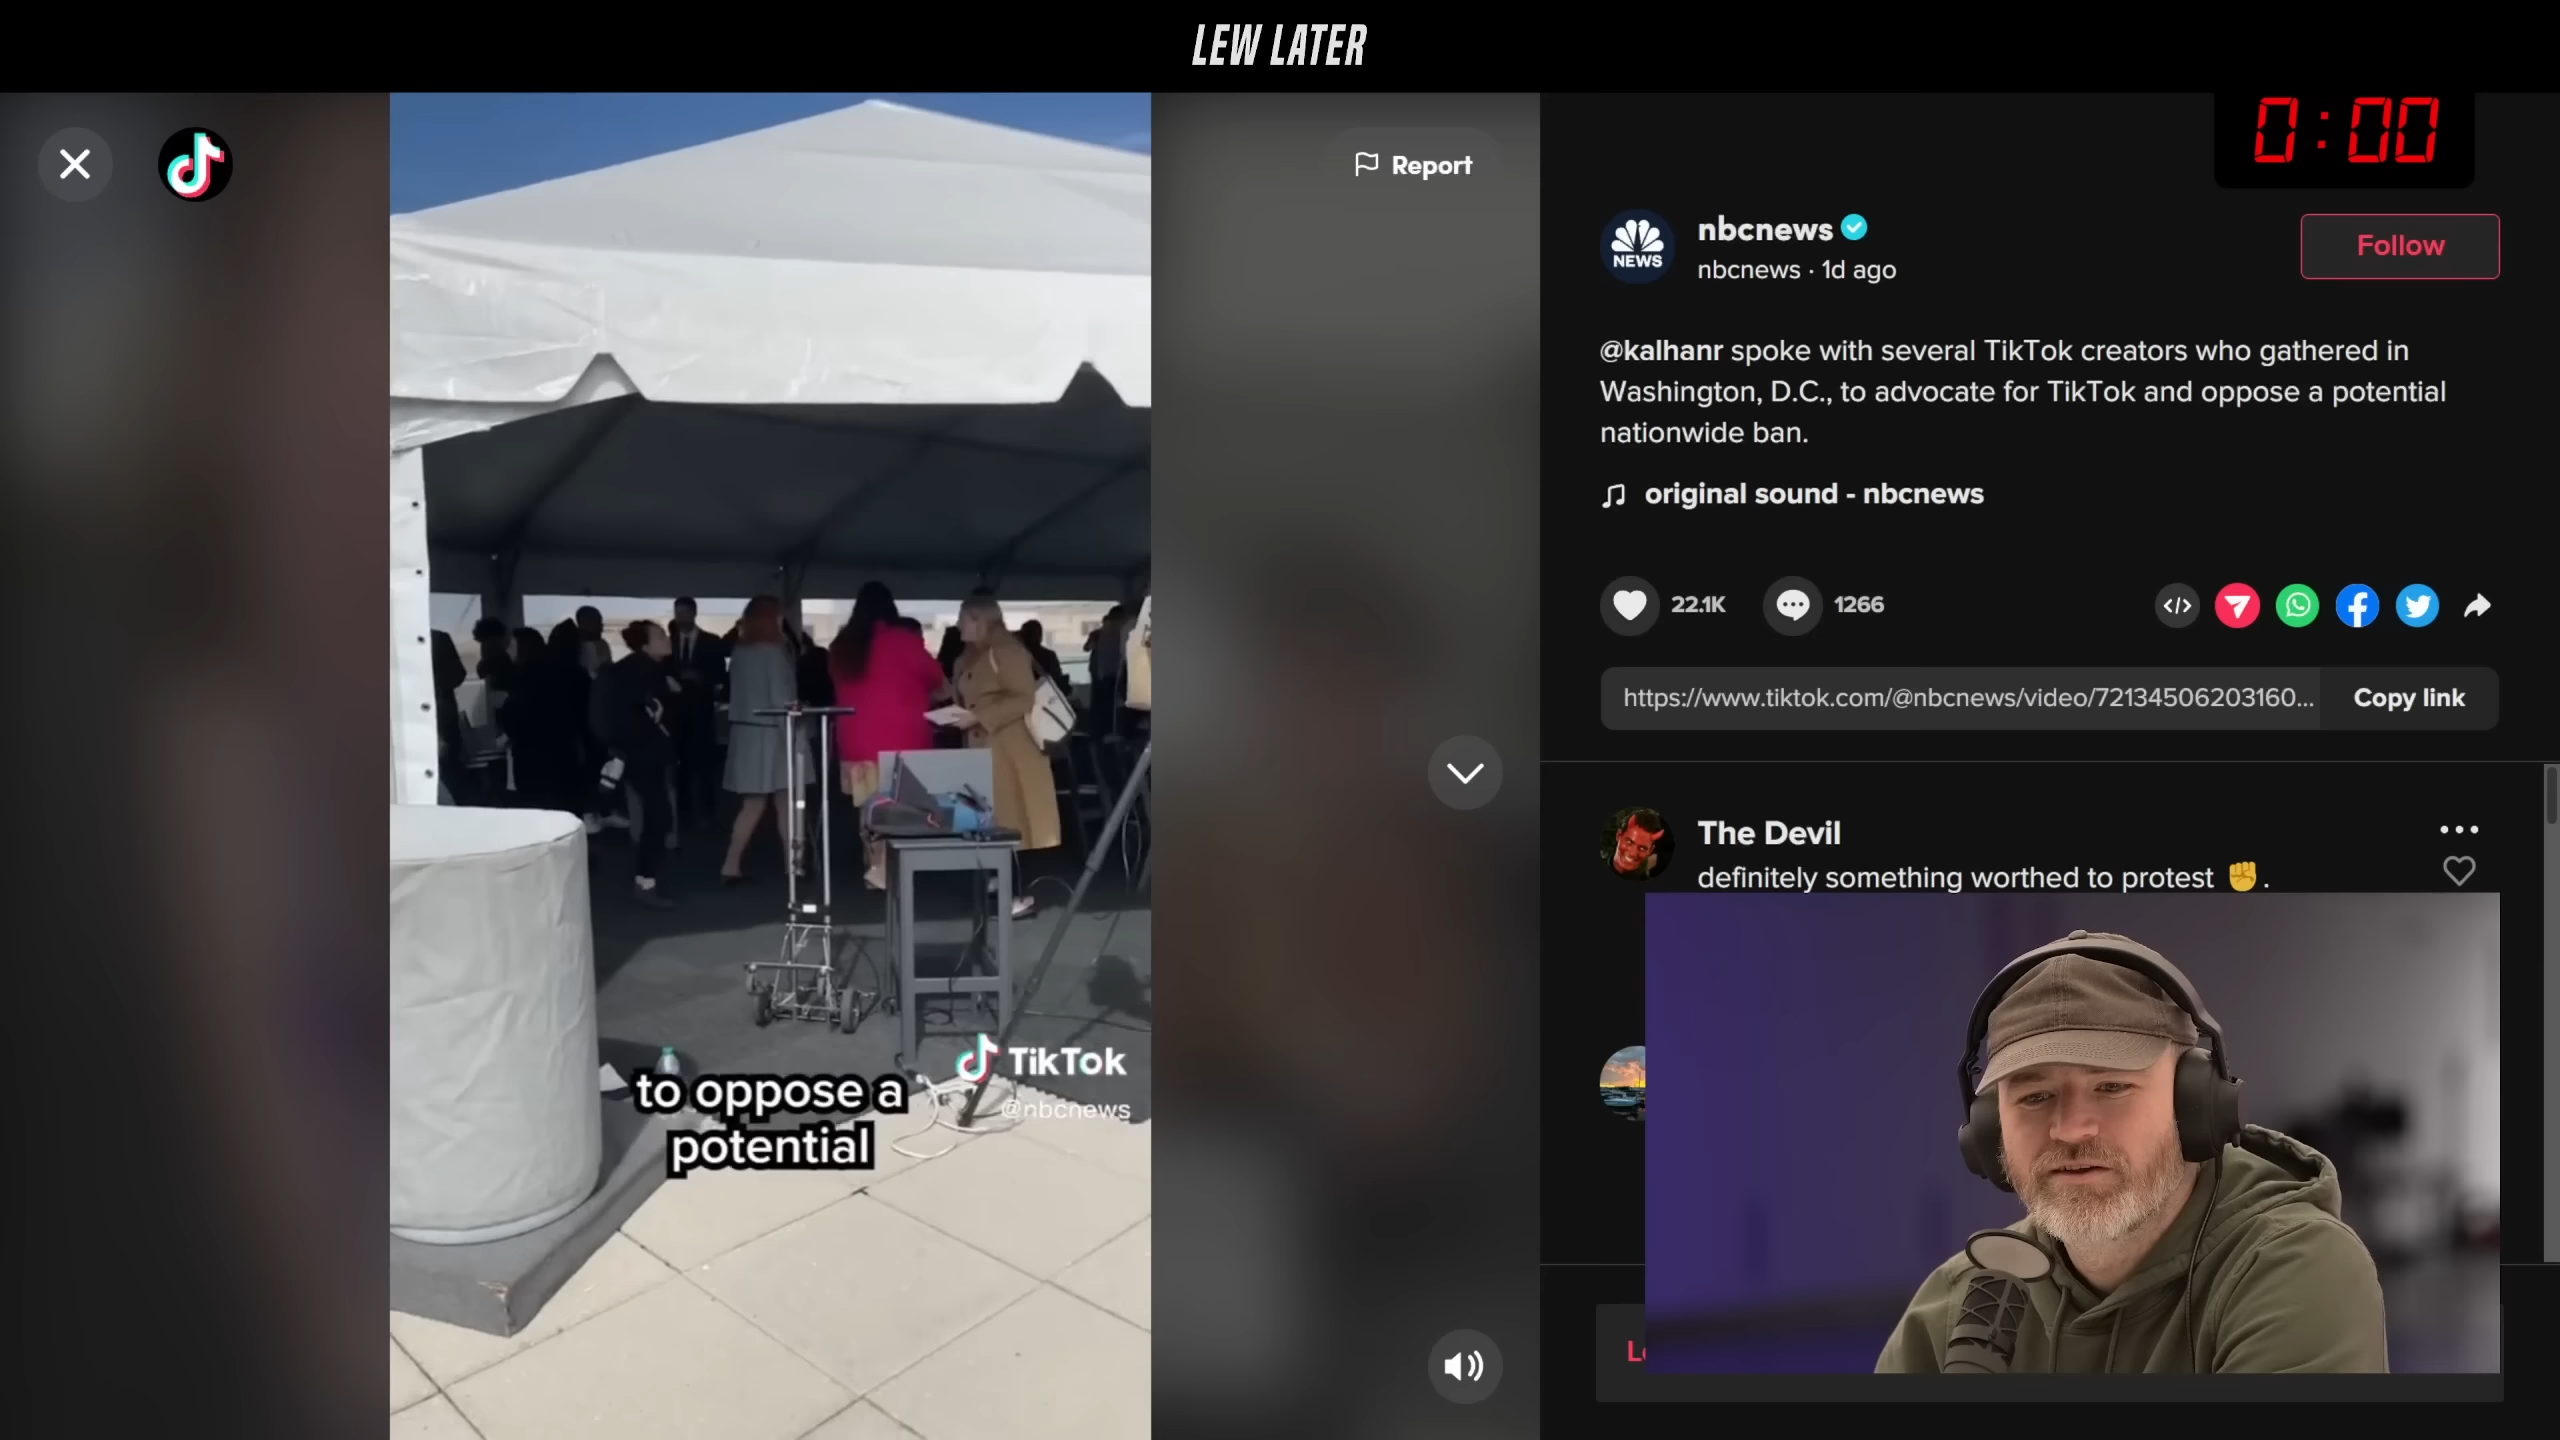 LEW LATER
0:00
Report
nbcnews
nbcnews · 1d ago
Follow
NEWS
@kalhanr spoke with several TikTok creators who gathered in
Washington, D.C., to advocate for TikTok and oppose a potential
nationwide ban.
original sound - nbcnews
22.1K
1266
https://www.tiktok.com/@nbcnews/video/72134506203160...
Copy link
The Devil
definitely something worthed to protest ✊.
TikTok
@nbcnews
to oppose a
potential